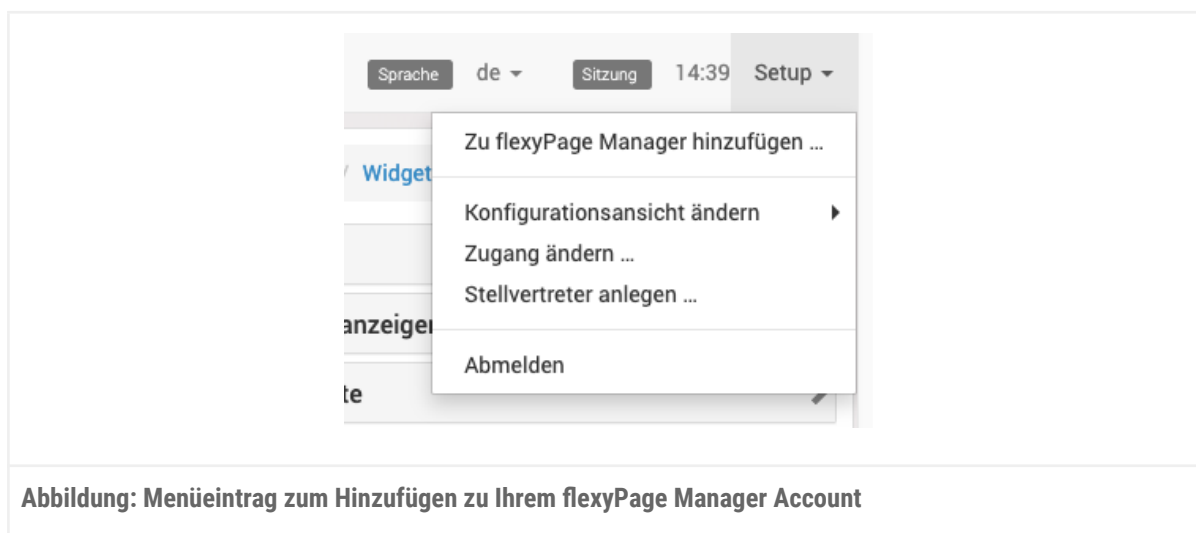 Sprache de Sitzung 14:39 Setup
Zu flexyPage Manager hinzufügen …
/ Widget
Konfigurationsansicht ändern
Zugang ändern …
Stellvertreter anlegen …
anzeige
Abmelden
te
Abbildung: Menüeintrag zum Hinzufügen zu Ihrem flexyPage Manager Account